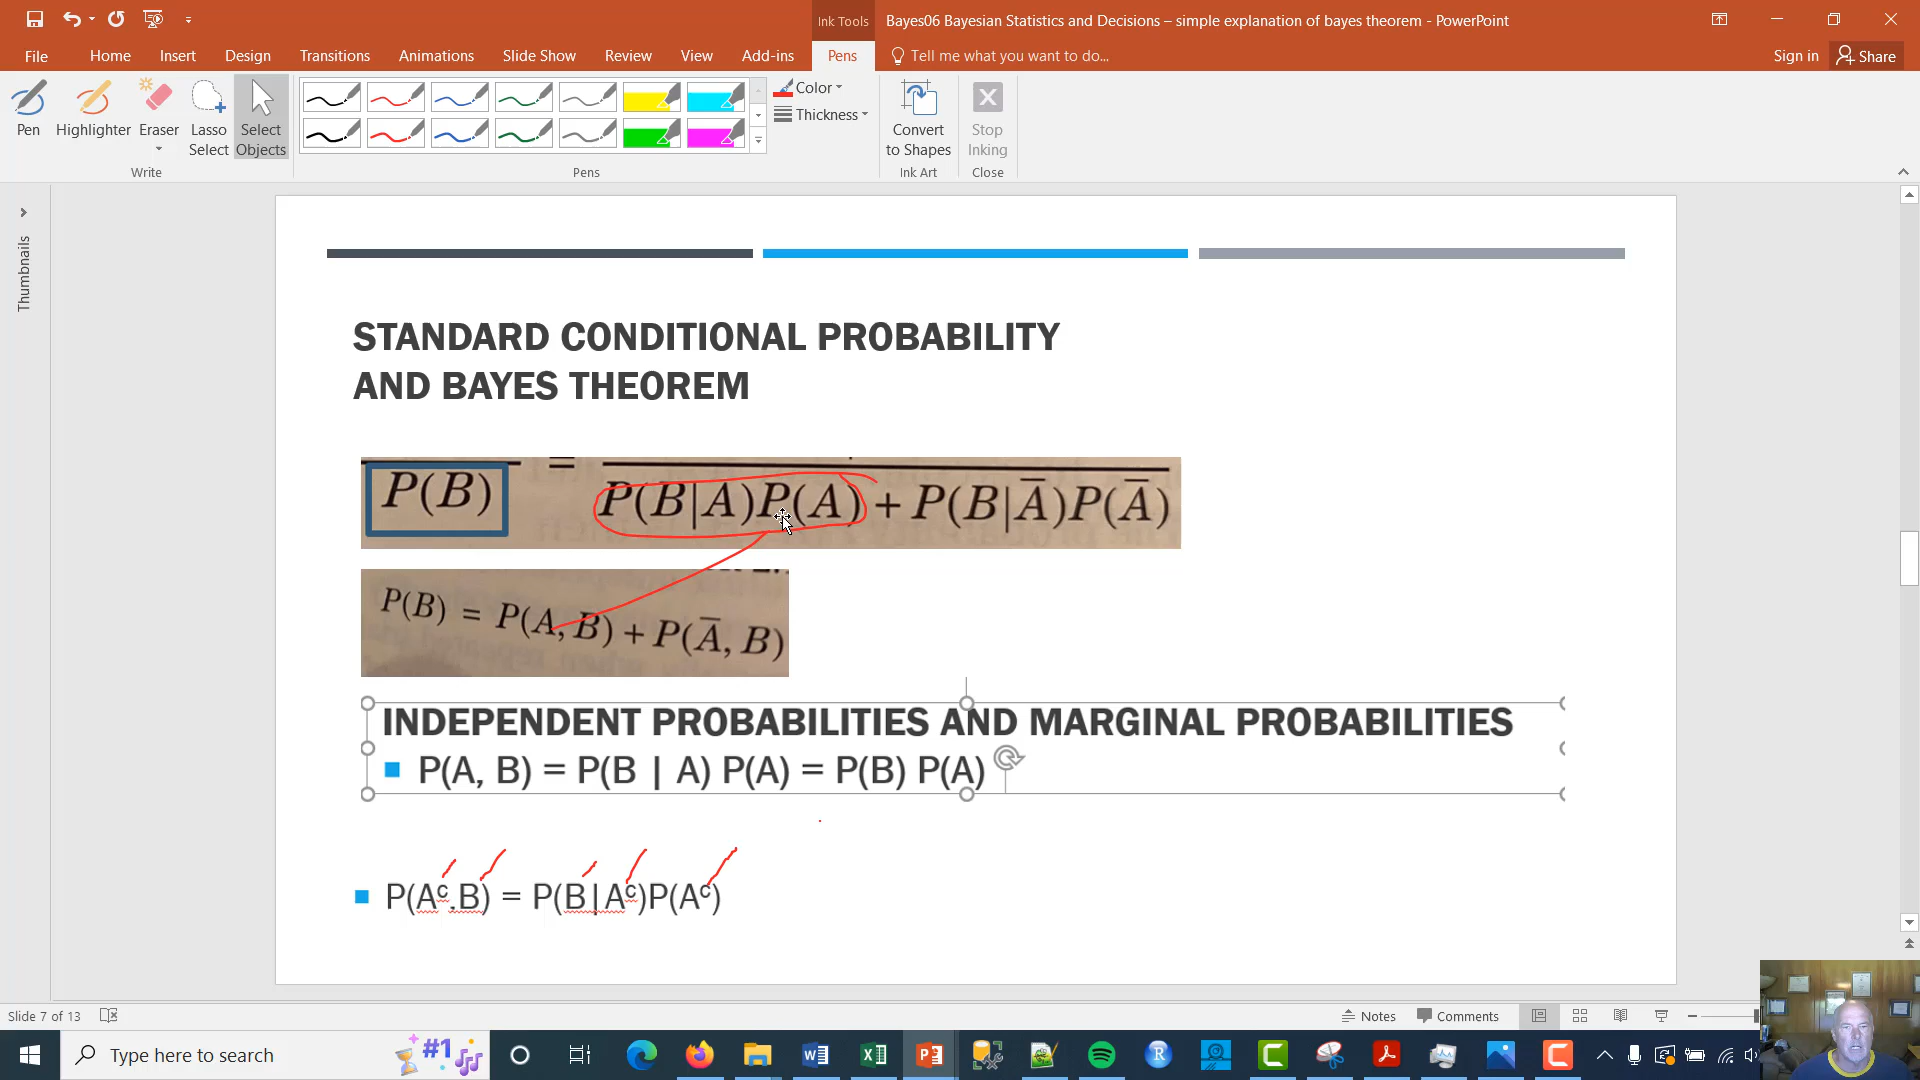 Ink Tools
Bayes06 Bayesian Statistics and Decisions – simple explanation of bayes theorem - PowerPoint
File Home Insert Design Transitions Animations Slide Show Review View Add-ins Pens Tell me what you want to do... Sign in Share
Pen Highlighter Eraser Lasso Select Select Objects Color Thickness Convert to Shapes Stop Inking
Write Pens Ink Art Close
Thumbnails
STANDARD CONDITIONAL PROBABILITY
AND BAYES THEOREM
P(B) = P(B|A)P(A) + P(B|A̅)P(A̅)
P(B) = P(A, B) + P(A̅, B)
INDEPENDENT PROBABILITIES AND MARGINAL PROBABILITIES
P(A, B) = P(B | A) P(A) = P(B) P(A)
P(Aᶜ,B) = P(B|Aᶜ)P(Aᶜ)
Slide 7 of 13 Notes Comments
Type here to search #1